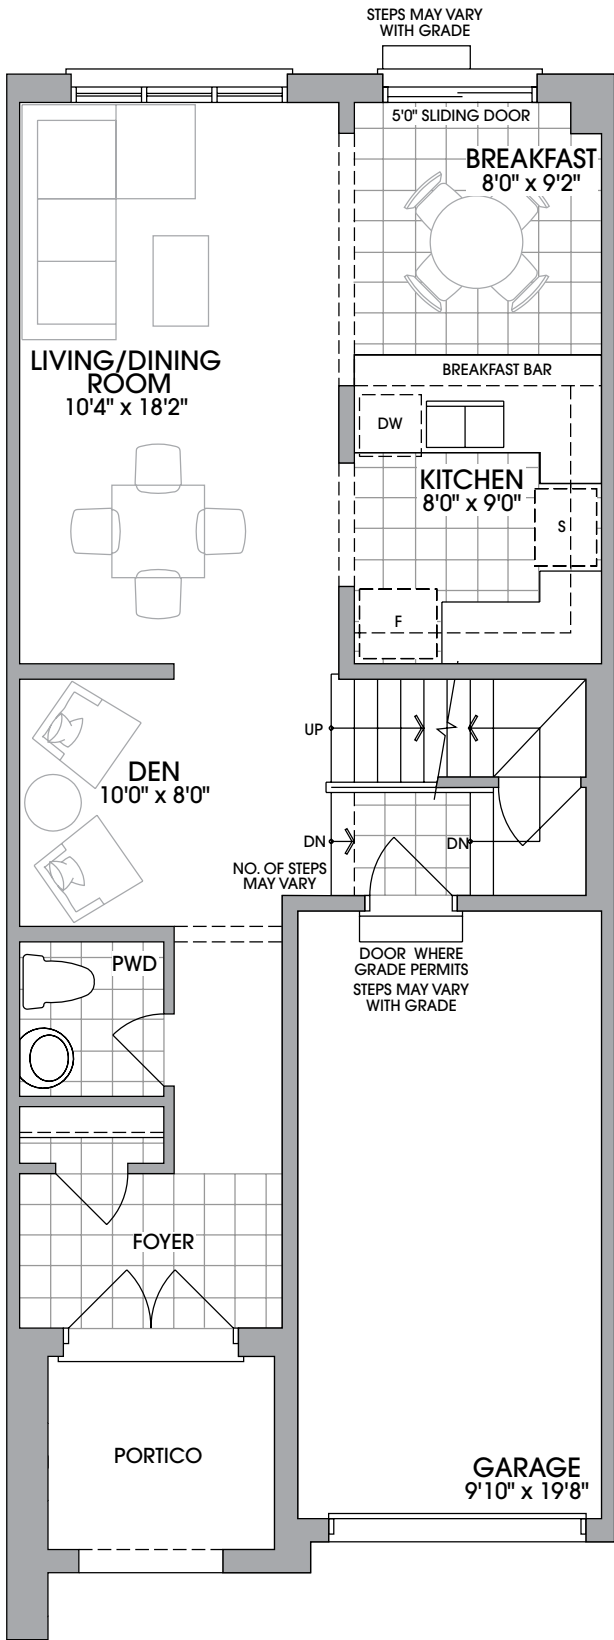 STEPS MAY VARY
WITH GRADE
5'0" SLIDING DOOR
BREAKFAST
8'0" x 9'2"
LIVING/DINING
ROOM
10'4" x 18'2"
BREAKFAST BAR
DW
KITCHEN
8'0" x 9'0"
S
F
UP
DEN
10'0" x 8'0"
DN
DN
NO. OF STEPS
MAY VARY
PWD
DOOR WHERE
GRADE PERMITS
STEPS MAY VARY
WITH GRADE
FOYER
PORTICO
GARAGE
9'10" x 19'8"